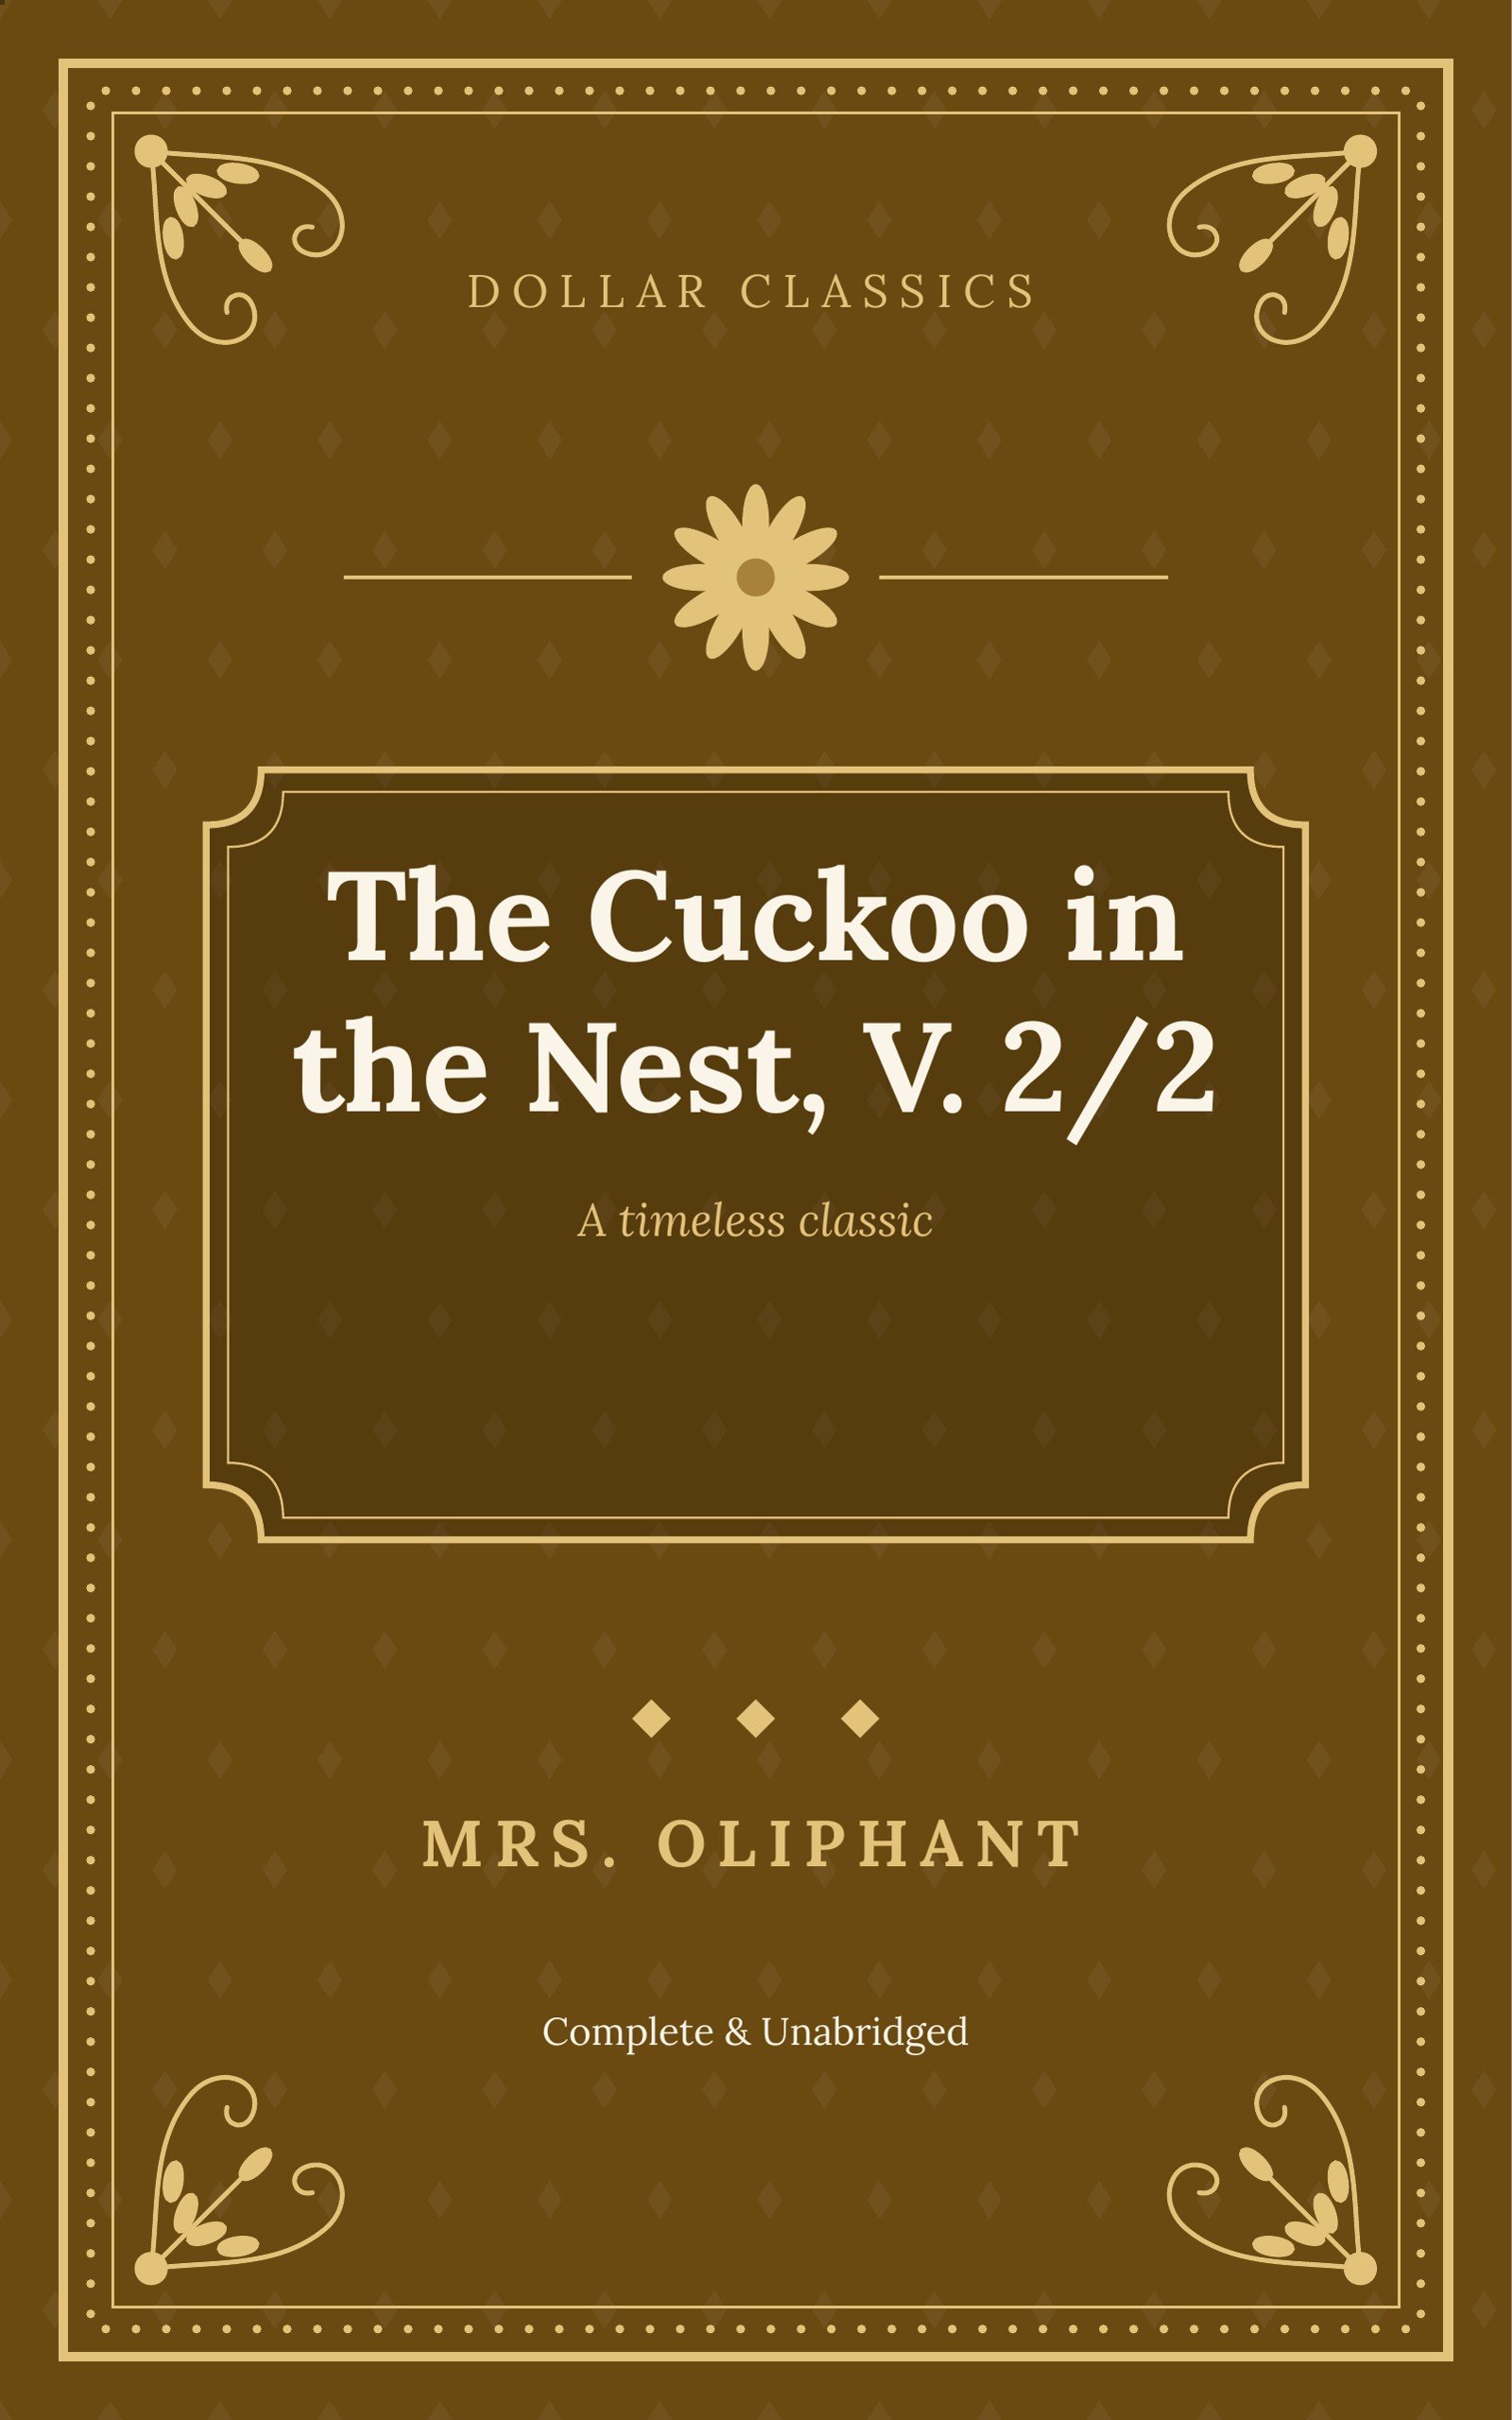 DOLLAR CLASSICS
The Cuckoo in
the Nest, V. 2/2
A timeless classic
MRS. OLIPHANT
Complete & Unabridged